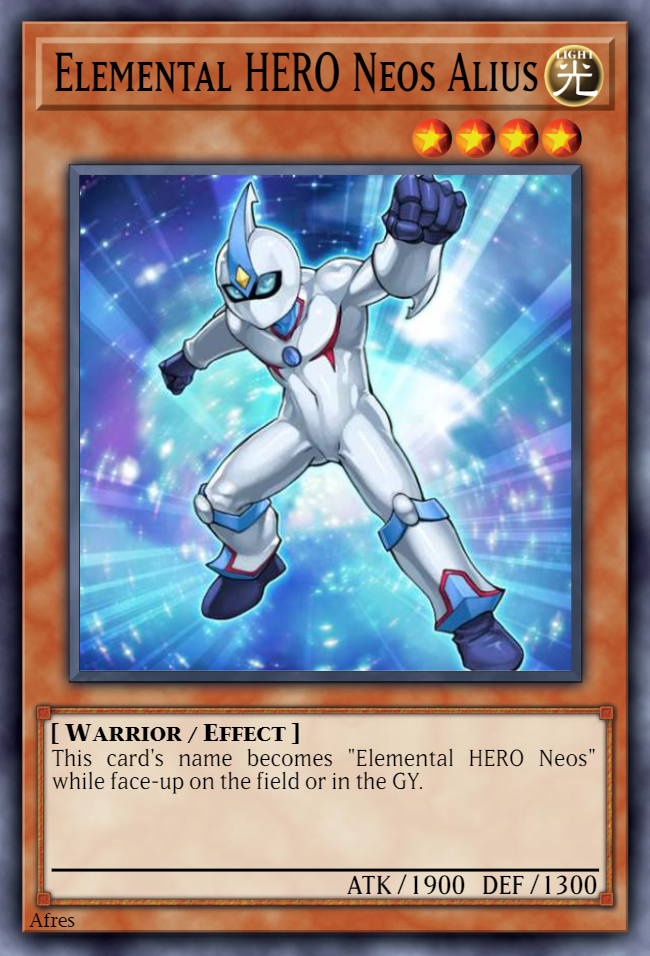 Elemental HERO Neos Alius
LIGHT
光
[ Warrior / Effect ]
This card's name becomes "Elemental HERO Neos"
while face-up on the field or in the GY.
ATK / 1900 DEF / 1300
Afres